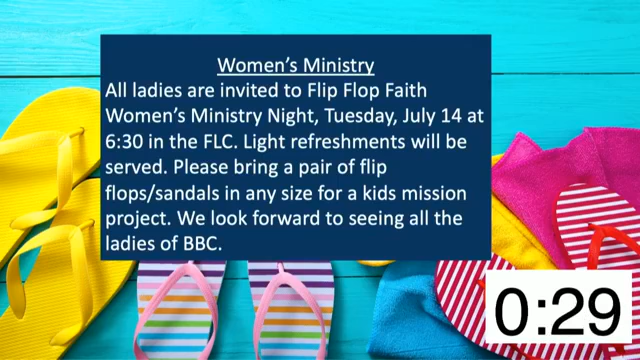 Women’s Ministry
All ladies are invited to Flip Flop Faith
Women’s Ministry Night, Tuesday, July 14 at
6:30 in the FLC. Light refreshments will be
served. Please bring a pair of flip
flops/sandals in any size for a kids mission
project. We look forward to seeing all the
ladies of BBC.
0:29